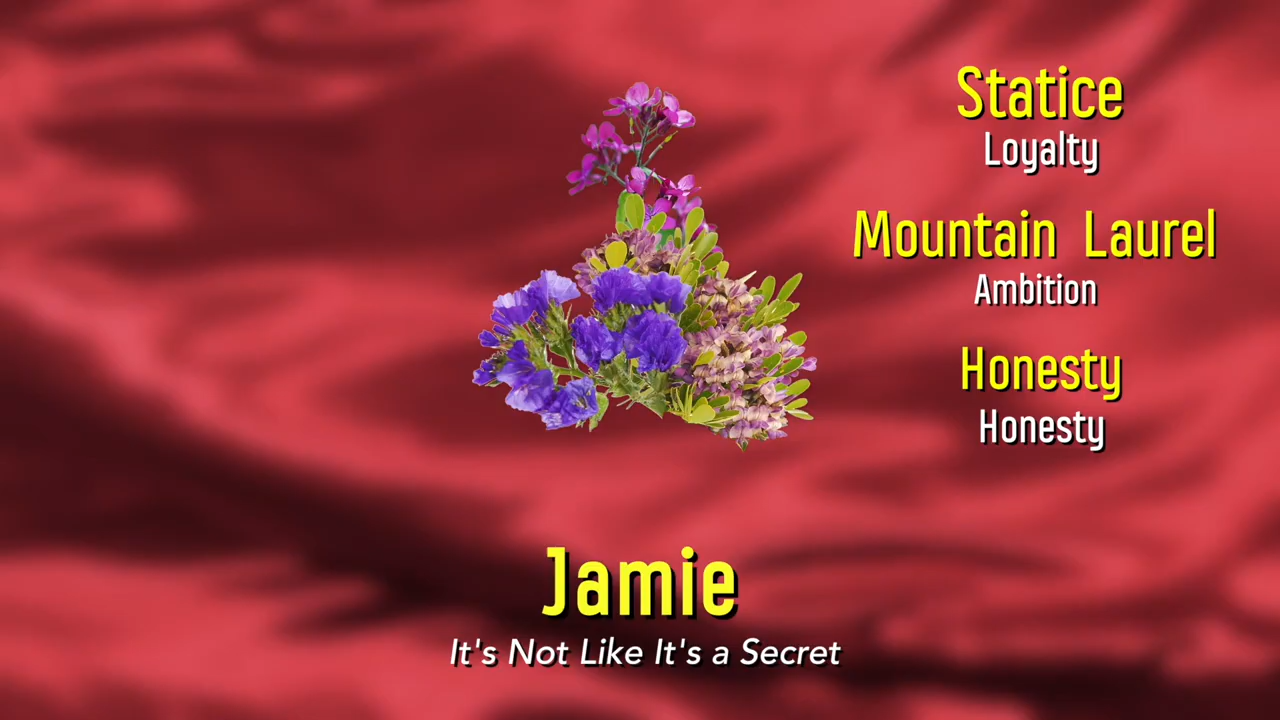 Statice
Loyalty
Mountain Laurel
Ambition
Honesty
Honesty
Jamie
It's Not Like It's a Secret